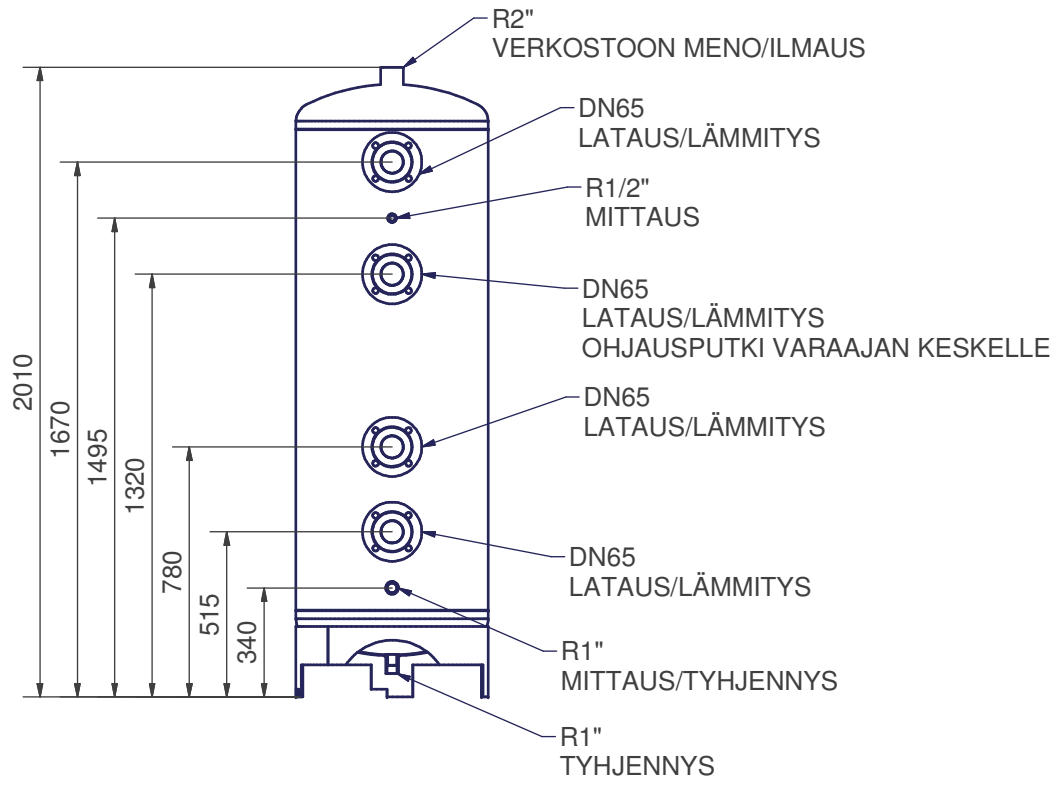 R2"
VERKOSTOON MENO/ILMAUS
DN65
LATAUS/LÄMMITYS
R1/2"
MITTAUS
DN65
LATAUS/LÄMMITYS
OHJAUSPUTKI VARAAJAN KESKELLE
DN65
LATAUS/LÄMMITYS
DN65
LATAUS/LÄMMITYS
R1"
MITTAUS/TYHJENNYS
R1"
TYHJENNYS
2010
1670
1495
1320
780
515
340